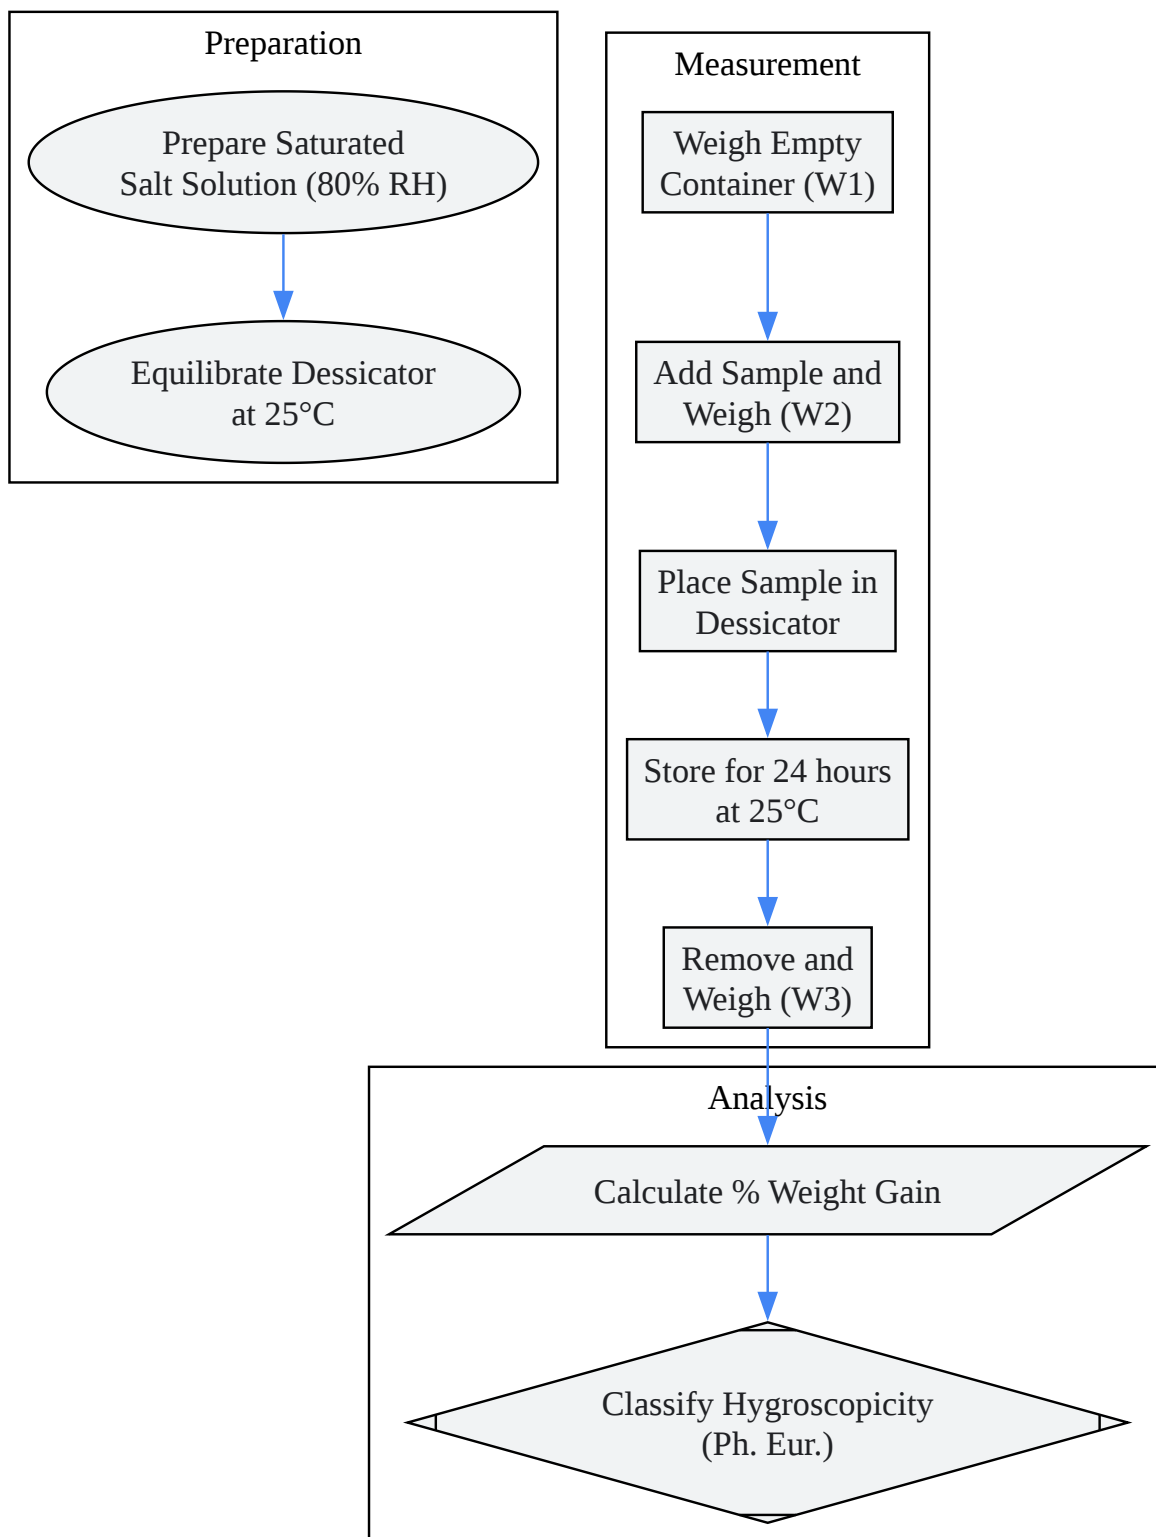 Preparation
Prepare Saturated
Salt Solution (80% RH)
Equilibrate Dessicator
at 25°C
Measurement
Weigh Empty
Container (W1)
Add Sample and
Weigh (W2)
Place Sample in
Dessicator
Store for 24 hours
at 25°C
Remove and
Weigh (W3)
Analysis
Calculate % Weight Gain
Classify Hygroscopicity
(Ph. Eur.)